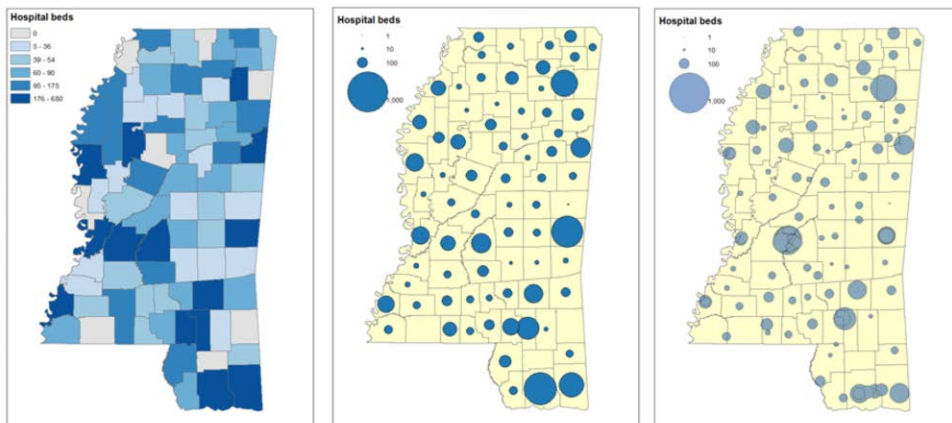 Hospital beds
0
5 - 36
39 - 54
60 - 90
95 - 175
176 - 680
Hospital beds
1
10
100
1,000
Hospital beds
1
10
100
1,000